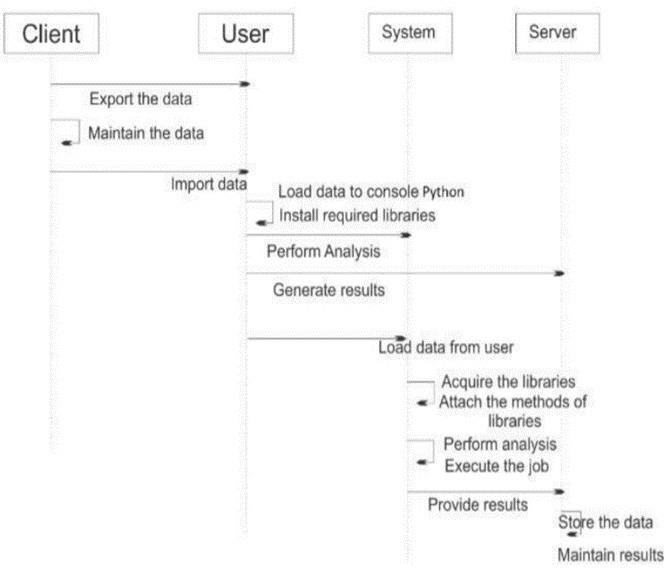 Client
User
System
Server
Export the data
Maintain the data
Import data
Load data to console Python
Install required libraries
Perform Analysis
Generate results
Load data from user
Acquire the libraries
Attach the methods of
libraries
Perform analysis
Execute the job
Provide results
Store the data
Maintain results